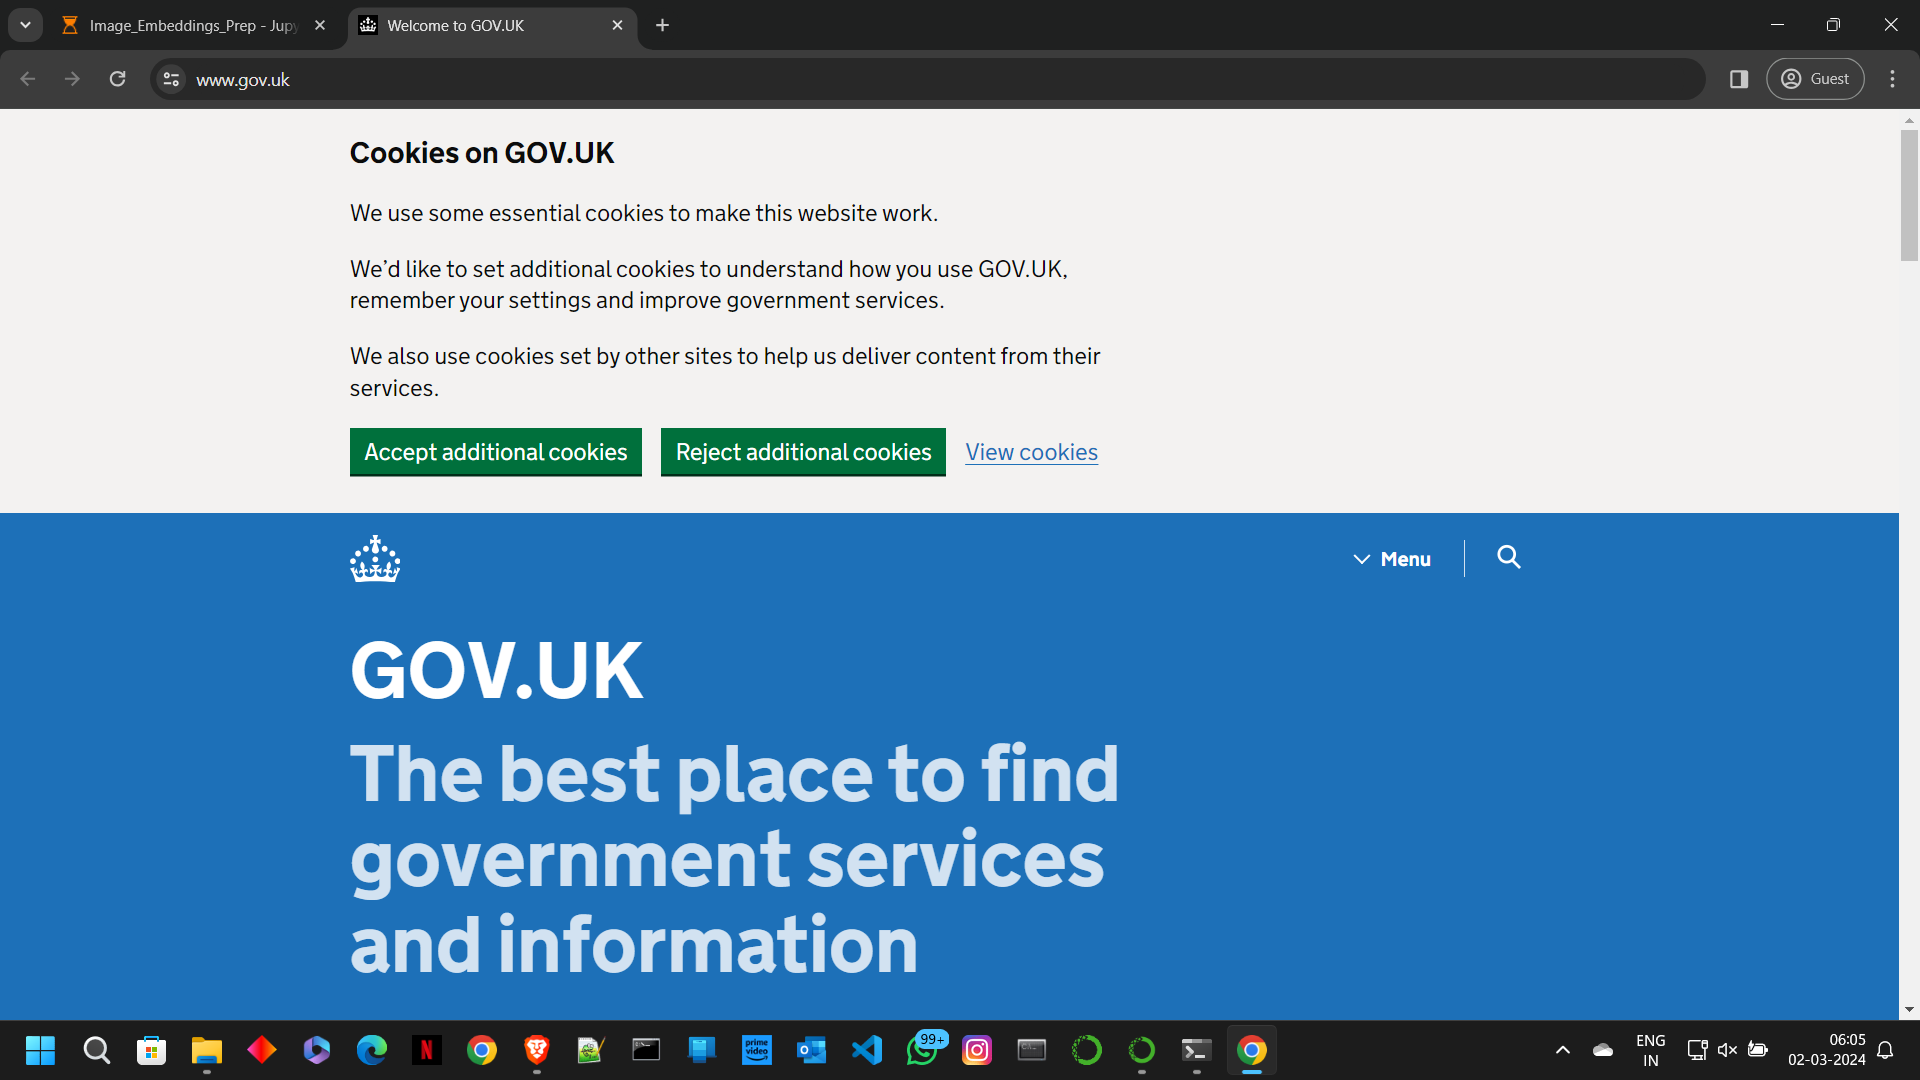 Image_Embeddings_Prep - Jupy
Welcome to GOV.UK
www.gov.uk
Guest
Cookies on GOV.UK
We use some essential cookies to make this website work.
We’d like to set additional cookies to understand how you use GOV.UK,
remember your settings and improve government services.
We also use cookies set by other sites to help us deliver content from their
services.
Accept additional cookies
Reject additional cookies
View cookies
Menu
GOV.UK
The best place to find
government services
and information
N
prime video
99+
ENG
IN
06:05
02-03-2024